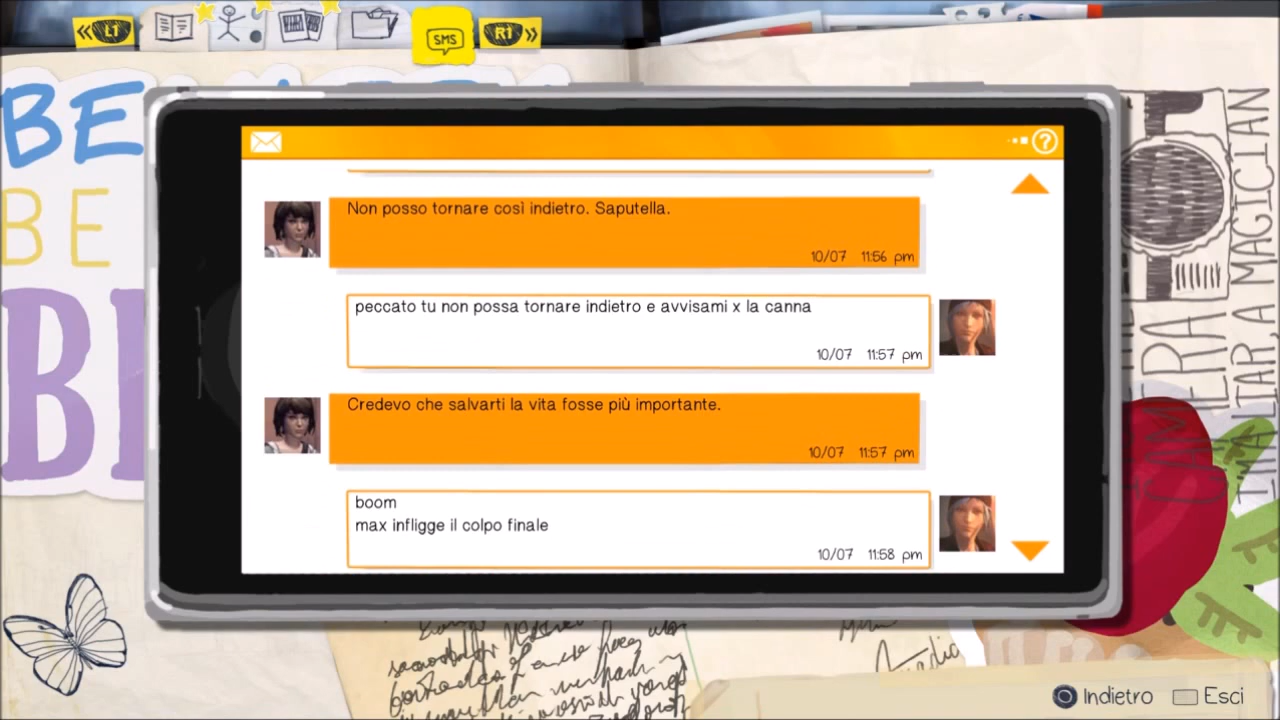 L1
SMS
R1
BE
BE
B
Non posso tornare così indietro. Saputella.
10/07 11:56 pm
peccato tu non possa tornare indietro e avvisami x la canna
10/07 11:57 pm
Credevo che salvarti la vita fosse più importante.
10/07 11:57 pm
boom
max infligge il colpo finale
10/07 11:58 pm
?
CAMERA
TIMA LIAR, A MAGICIAN
Indietro
Esci